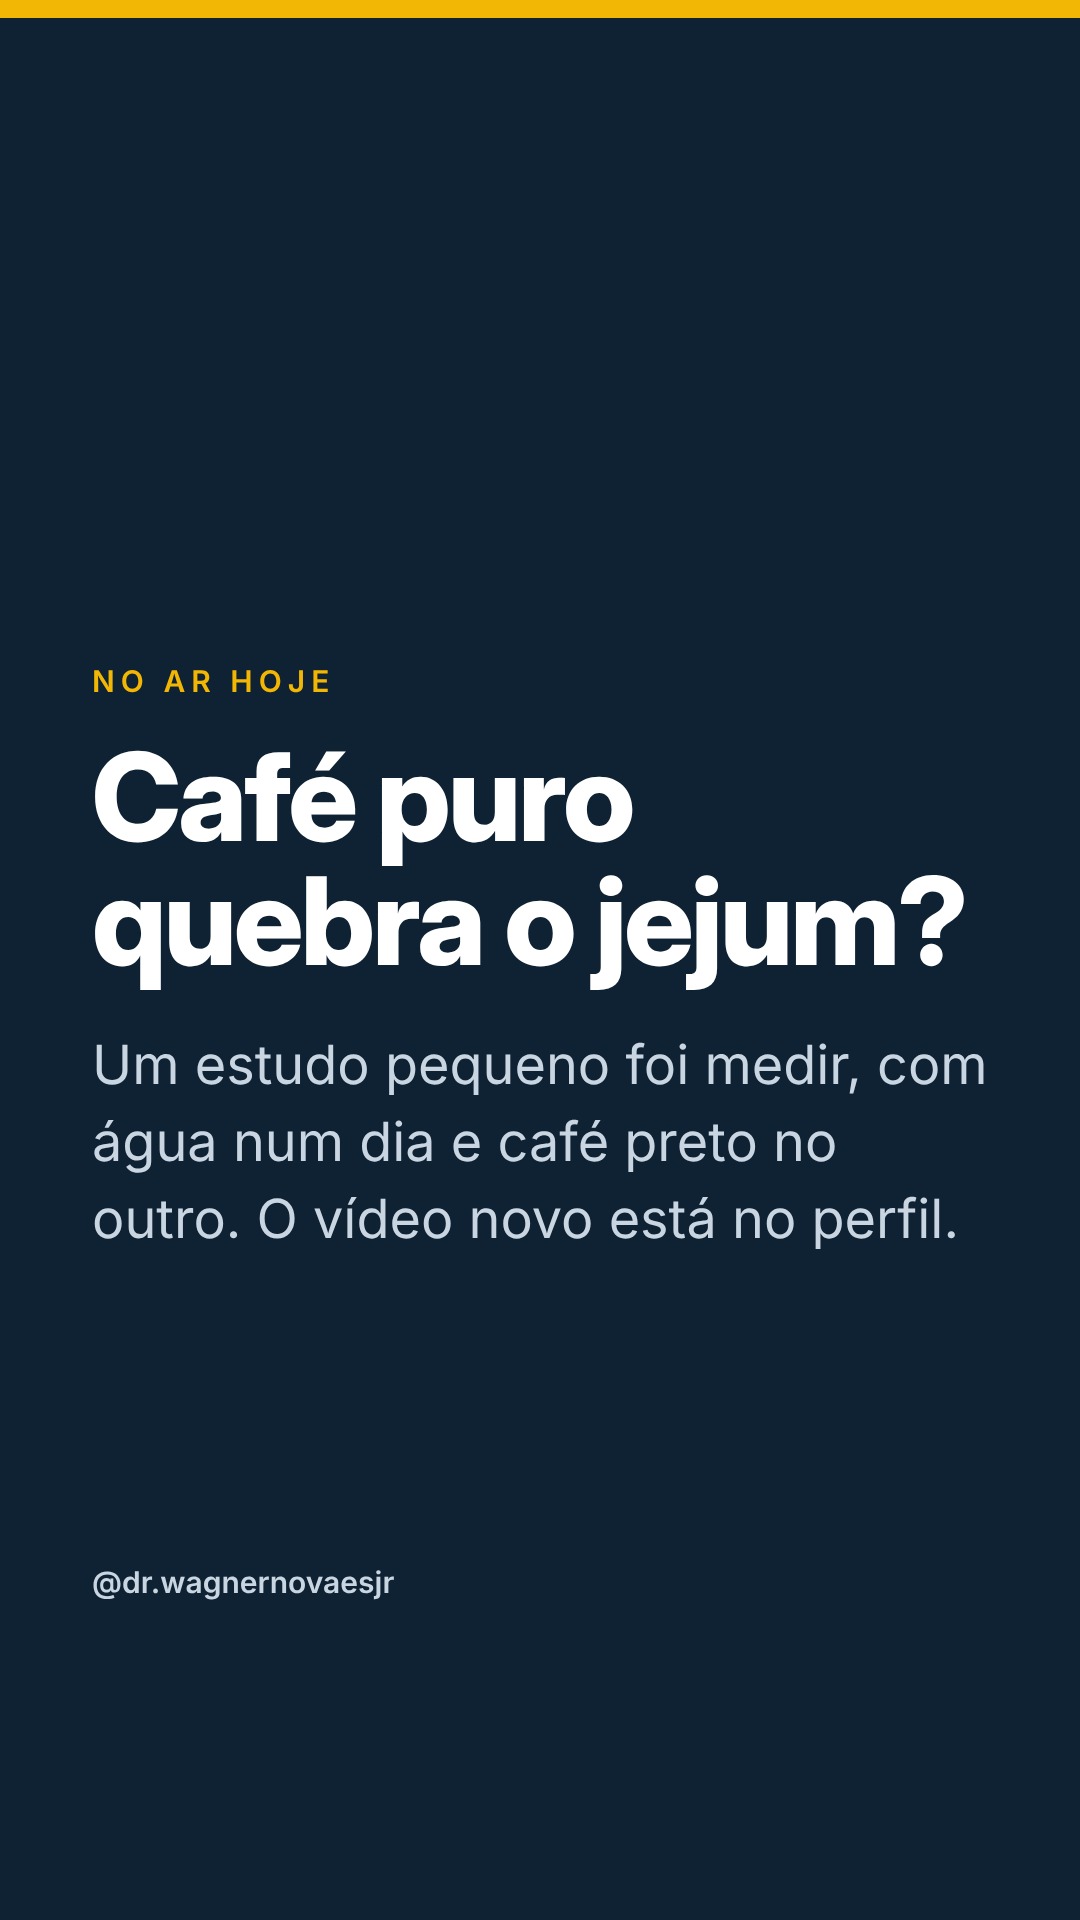 NO AR HOJE
Café puro
quebra o jejum?
Um estudo pequeno foi medir, com
água num dia e café preto no
outro. O vídeo novo está no perfil.
@dr.wagnernovaesjr